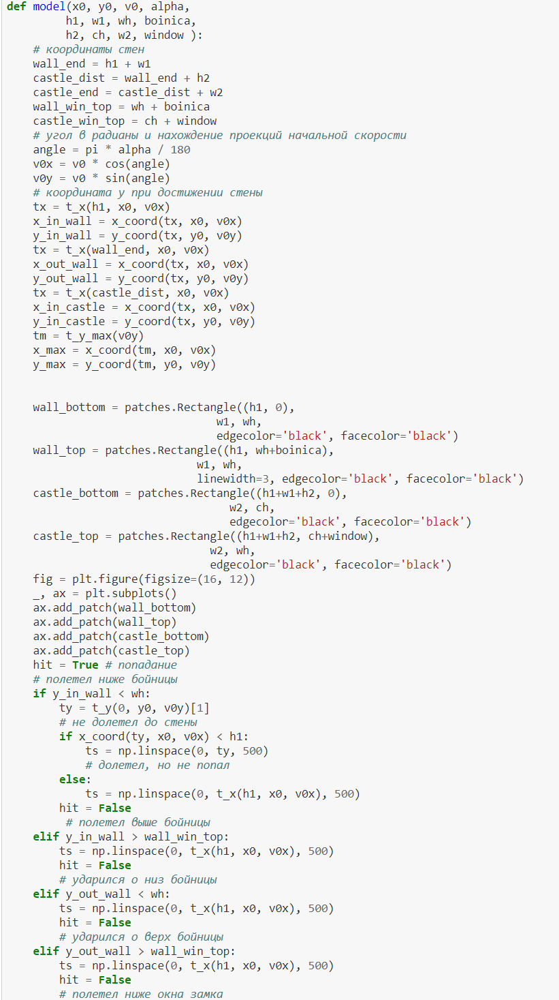 def model(x0, y0, v0, alpha,
         h1, w1, wh, boinica,
         h2, ch, w2, window ):
    # координаты стен
    wall_end = h1 + w1
    castle_dist = wall_end + h2
    castle_end = castle_dist + w2
    wall_win_top = wh + boinica
    castle_win_top = ch + window
    # угол в радианы и нахождение проекций начальной скорости
    angle = pi * alpha / 180
    v0x = v0 * cos(angle)
    v0y = v0 * sin(angle)
    # координата y при достижении стены
    tx = t_x(h1, x0, v0x)
    x_in_wall = x_coord(tx, x0, v0x)
    y_in_wall = y_coord(tx, y0, v0y)
    tx = t_x(wall_end, x0, v0x)
    x_out_wall = x_coord(tx, x0, v0x)
    y_out_wall = y_coord(tx, y0, v0y)
    tx = t_x(castle_dist, x0, v0x)
    x_in_castle = x_coord(tx, x0, v0x)
    y_in_castle = y_coord(tx, y0, v0y)
    tm = t_y_max(v0y)
    x_max = x_coord(tm, x0, v0x)
    y_max = y_coord(tm, y0, v0y)
    wall_bottom = patches.Rectangle((h1, 0),
                                w1, wh,
                                edgecolor='black', facecolor='black')
    wall_top = patches.Rectangle((h1, wh+boinica),
                             w1, wh,
                             linewidth=3, edgecolor='black', facecolor='black')
    castle_bottom = patches.Rectangle((h1+w1+h2, 0),
                                  w2, ch,
                                  edgecolor='black', facecolor='black')
    castle_top = patches.Rectangle((h1+w1+h2, ch+window),
                               w2, wh,
                               edgecolor='black', facecolor='black')
    fig = plt.figure(figsize=(16, 12))
    _, ax = plt.subplots()
    ax.add_patch(wall_bottom)
    ax.add_patch(wall_top)
    ax.add_patch(castle_bottom)
    ax.add_patch(castle_top)
    hit = True # попадание
    # полетел ниже бойницы
    if y_in_wall < wh:
        ty = t_y(0, y0, v0y)[1]
        # не долетел до стены
        if x_coord(ty, x0, v0x) < h1:
            ts = np.linspace(0, ty, 500)
            # долетел, но не попал
        else:
            ts = np.linspace(0, t_x(h1, x0, v0x), 500)
        hit = False
         # полетел выше бойницы
    elif y_in_wall > wall_win_top:
        ts = np.linspace(0, t_x(h1, x0, v0x), 500)
        hit = False
        # ударился о низ бойницы
    elif y_out_wall < wh:
        ts = np.linspace(0, t_x(h1, x0, v0x), 500)
        hit = False
        # ударился о верх бойницы
    elif y_out_wall > wall_win_top:
        ts = np.linspace(0, t_x(h1, x0, v0x), 500)
        hit = False
        # полетел ниже окна замка